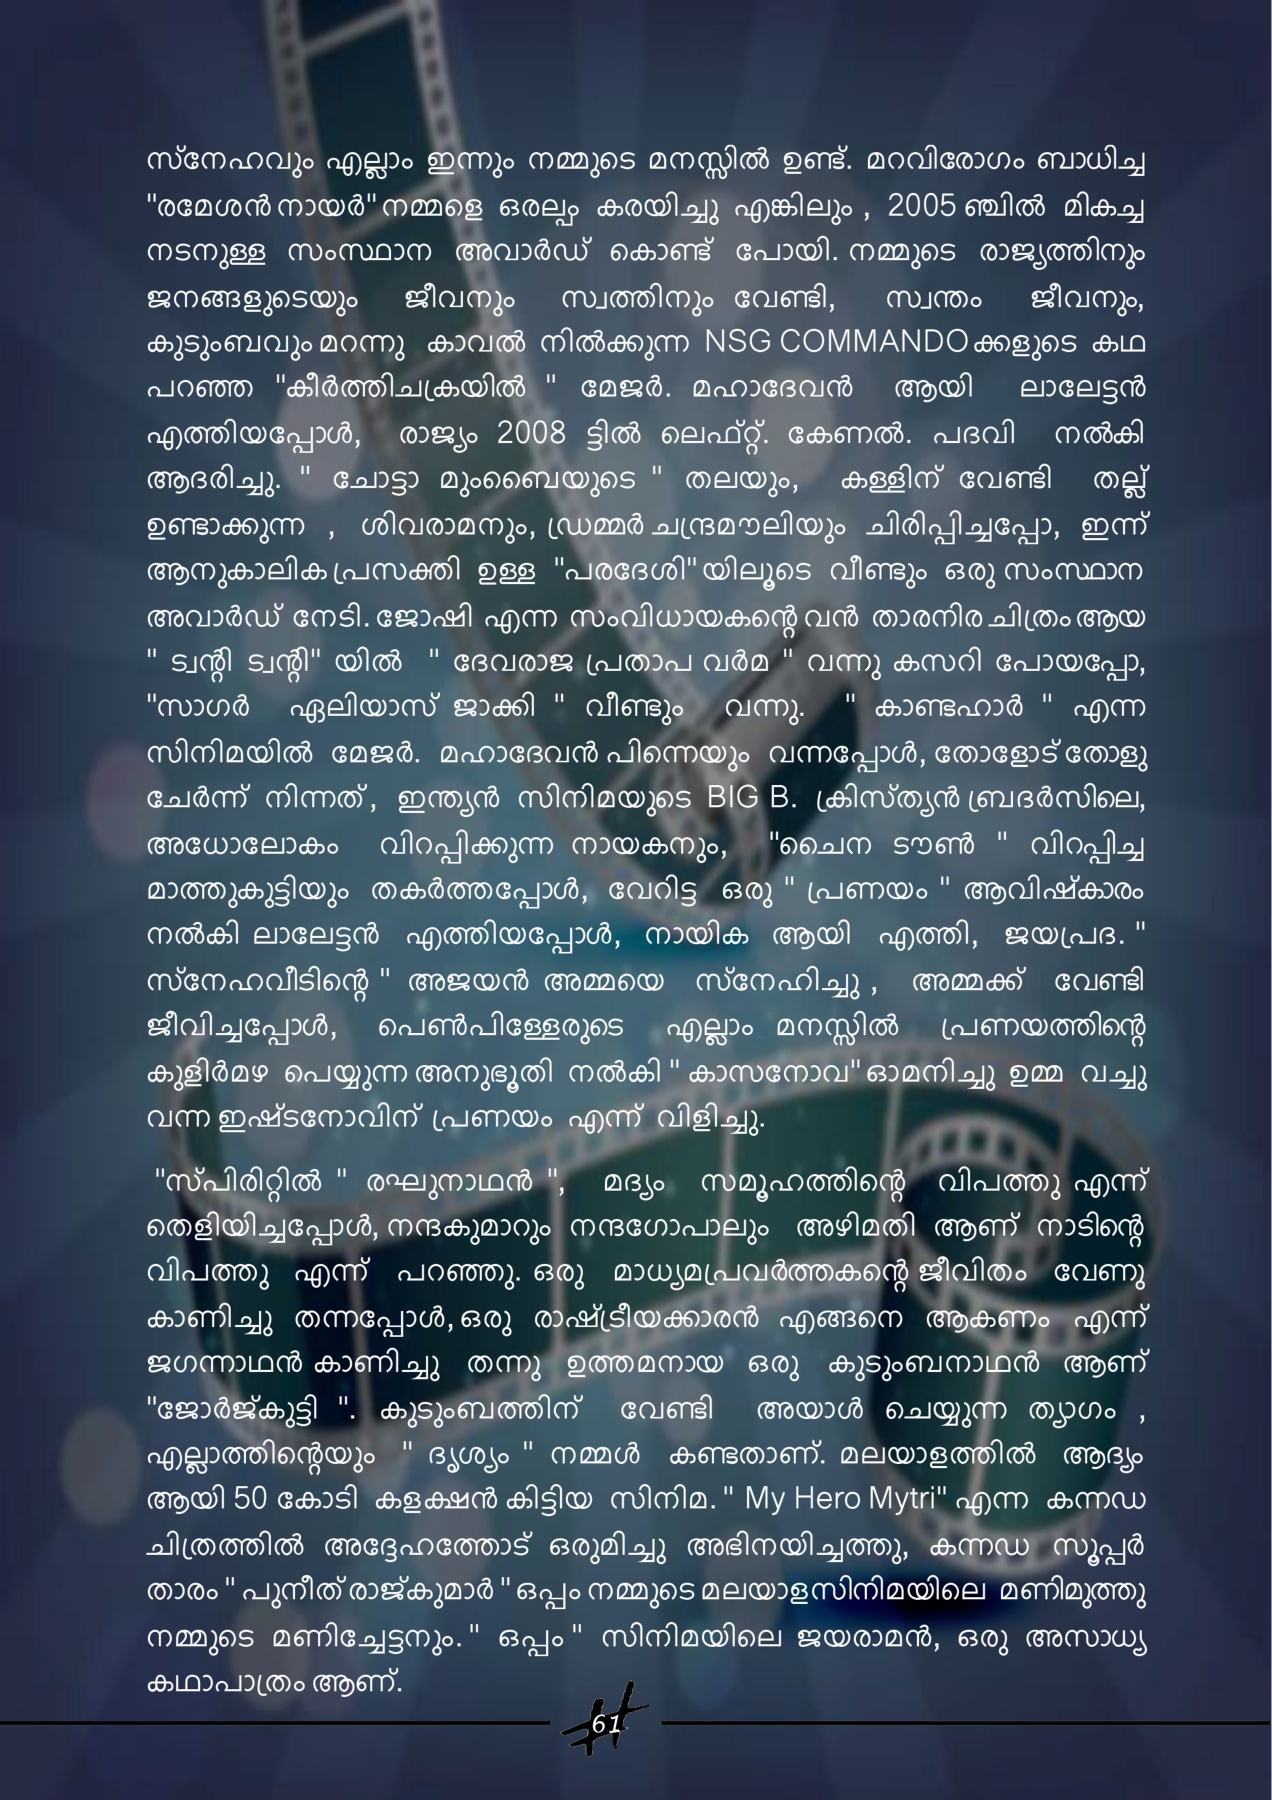 സ്നേഹവും എല്ലാം ഇന്നും നമ്മുടെ മനസ്സിൽ ഉണ്ട്. മറവിരോഗം ബാധിച്ച
"രമേശൻ നായർ" നമ്മളെ ഒരല്പം കരയിച്ചു എങ്കിലും , 2005 ഞ്ചിൽ മികച്ച
നടനുള്ള സംസ്ഥാന അവാർഡ് കൊണ്ട് പോയി. നമ്മുടെ രാജ്യത്തിനും
ജനങ്ങളുടെയും ജീവനും സ്വത്തിനും വേണ്ടി, സ്വന്തം ജീവനും,
കുടുംബവും മറന്നു കാവൽ നിൽക്കുന്ന NSG COMMANDOക്കളുടെ കഥ
പറഞ്ഞ "കീർത്തിചക്രയിൽ " മേജർ. മഹാദേവൻ ആയി ലാലേട്ടൻ
എത്തിയപ്പോൾ, രാജ്യം 2008 ട്ടിൽ ലെഫ്റ്റ്. കേണൽ. പദവി നൽകി
ആദരിച്ചു. " ചോട്ടാ മുംബൈയുടെ " തലയും, കള്ളിന് വേണ്ടി തല്ല്
ഉണ്ടാക്കുന്ന , ശിവരാമനും, ഡ്രമ്മർ ചന്ദ്രമൗലിയും ചിരിപ്പിച്ചപ്പോ, ഇന്ന്
ആനുകാലിക പ്രസക്തി ഉള്ള "പരദേശി" യിലൂടെ വീണ്ടും ഒരു സംസ്ഥാന
അവാർഡ് നേടി. ജോഷി എന്ന സംവിധായകന്റെ വൻ താരനിര ചിത്രം ആയ
" ട്വന്റി ട്വന്റി" യിൽ " ദേവരാജ പ്രതാപ വർമ " വന്നു കസറി പോയപ്പോ,
"സാഗർ ഏലിയാസ് ജാക്കി " വീണ്ടും വന്നു. " കാണ്ടഹാർ " എന്ന
സിനിമയിൽ മേജർ. മഹാദേവൻ പിന്നെയും വന്നപ്പോൾ, തോളോട് തോളു
ചേർന്ന് നിന്നത് , ഇന്ത്യൻ സിനിമയുടെ BIG B. ക്രിസ്ത്യൻ ബ്രദർസിലെ,
അധോലോകം വിറപ്പിക്കുന്ന നായകനും, "ചൈന ടൗൺ " വിറപ്പിച്ച
മാത്തുകുട്ടിയും തകർത്തപ്പോൾ, വേറിട്ട ഒരു " പ്രണയം " ആവിഷ്കാരം
നൽകി ലാലേട്ടൻ എത്തിയപ്പോൾ, നായിക ആയി എത്തി, ജയപ്രദ. "
സ്നേഹവീടിന്റെ " അജയൻ അമ്മയെ സ്നേഹിച്ചു , അമ്മക്ക് വേണ്ടി
ജീവിച്ചപ്പോൾ, പെൺപിള്ളേരുടെ എല്ലാം മനസ്സിൽ പ്രണയത്തിന്റെ
കുളിർമഴ പെയ്യുന്ന അനുഭൂതി നൽകി " കാസനോവ" ഓമനിച്ചു ഉമ്മ വച്ചു
വന്ന ഇഷ്ടനോവിന് പ്രണയം എന്ന് വിളിച്ചു.
"സ്പിരിറ്റിൽ " രഘുനാഥൻ ", മദ്യം സമൂഹത്തിന്റെ വിപത്തു എന്ന്
തെളിയിച്ചപ്പോൾ, നന്ദകുമാറും നന്ദഗോപാലും അഴിമതി ആണ് നാടിന്റെ
വിപത്തു എന്ന് പറഞ്ഞു. ഒരു മാധ്യമപ്രവർത്തകന്റെ ജീവിതം വേണു
കാണിച്ചു തന്നപ്പോൾ, ഒരു രാഷ്ട്രീയക്കാരൻ എങ്ങനെ ആകണം എന്ന്
ജഗന്നാഥൻ കാണിച്ചു തന്നു ഉത്തമനായ ഒരു കുടുംബനാഥൻ ആണ്
"ജോർജ്കുട്ടി ". കുടുംബത്തിന് വേണ്ടി അയാൾ ചെയ്യുന്ന ത്യാഗം ,
എല്ലാത്തിന്റെയും " ദൃശ്യം " നമ്മൾ കണ്ടതാണ്. മലയാളത്തിൽ ആദ്യം
ആയി 50 കോടി കളക്ഷൻ കിട്ടിയ സിനിമ. " My Hero Mytri" എന്ന കന്നഡ
ചിത്രത്തിൽ അദ്ദേഹത്തോട് ഒരുമിച്ചു അഭിനയിച്ചത്തു, കന്നഡ സൂപ്പർ
താരം " പുനീത് രാജ്കുമാർ " ഒപ്പം നമ്മുടെ മലയാളസിനിമയിലെ മണിമുത്തു
നമ്മുടെ മണിച്ചേട്ടനും. " ഒപ്പം " സിനിമയിലെ ജയരാമൻ, ഒരു അസാധ്യ
കഥാപാത്രം ആണ്.
61